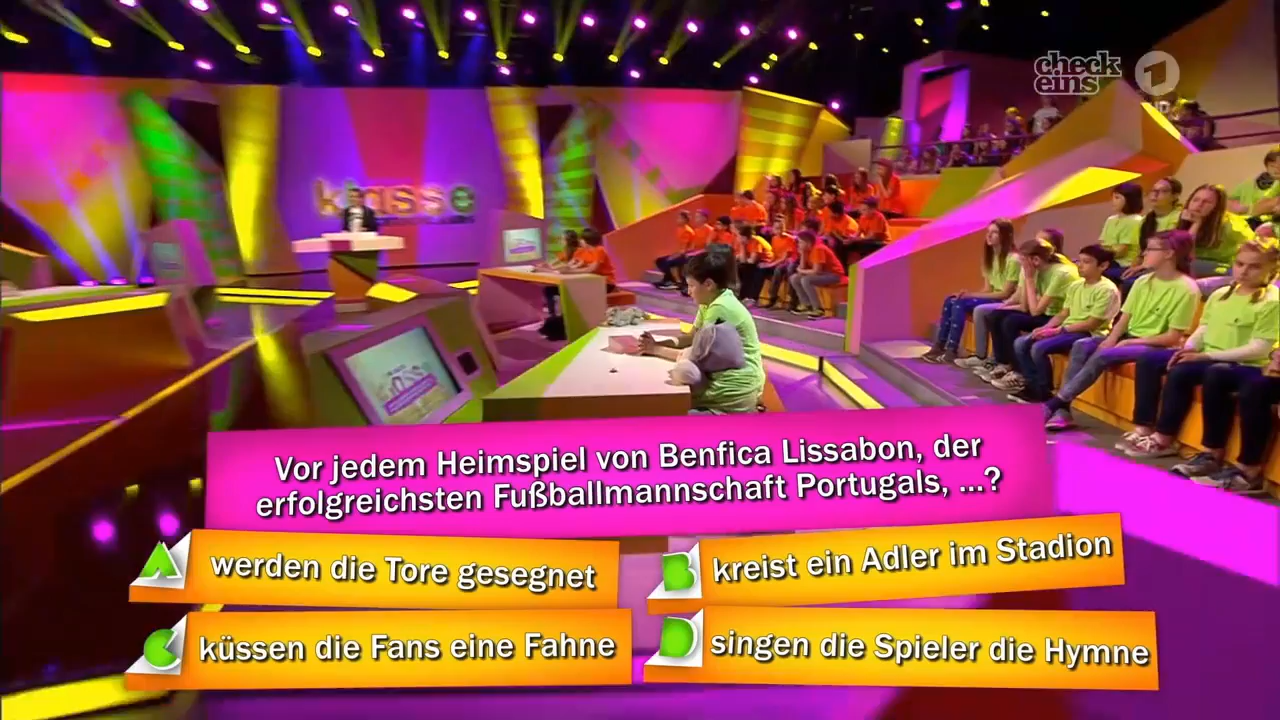 check
eins
1
klasse
Vor jedem Heimspiel von Benfica Lissabon, der
erfolgreichsten Fußballmannschaft Portugals, ...?
A werden die Tore gesegnet
B kreist ein Adler im Stadion
C küssen die Fans eine Fahne
D singen die Spieler die Hymne